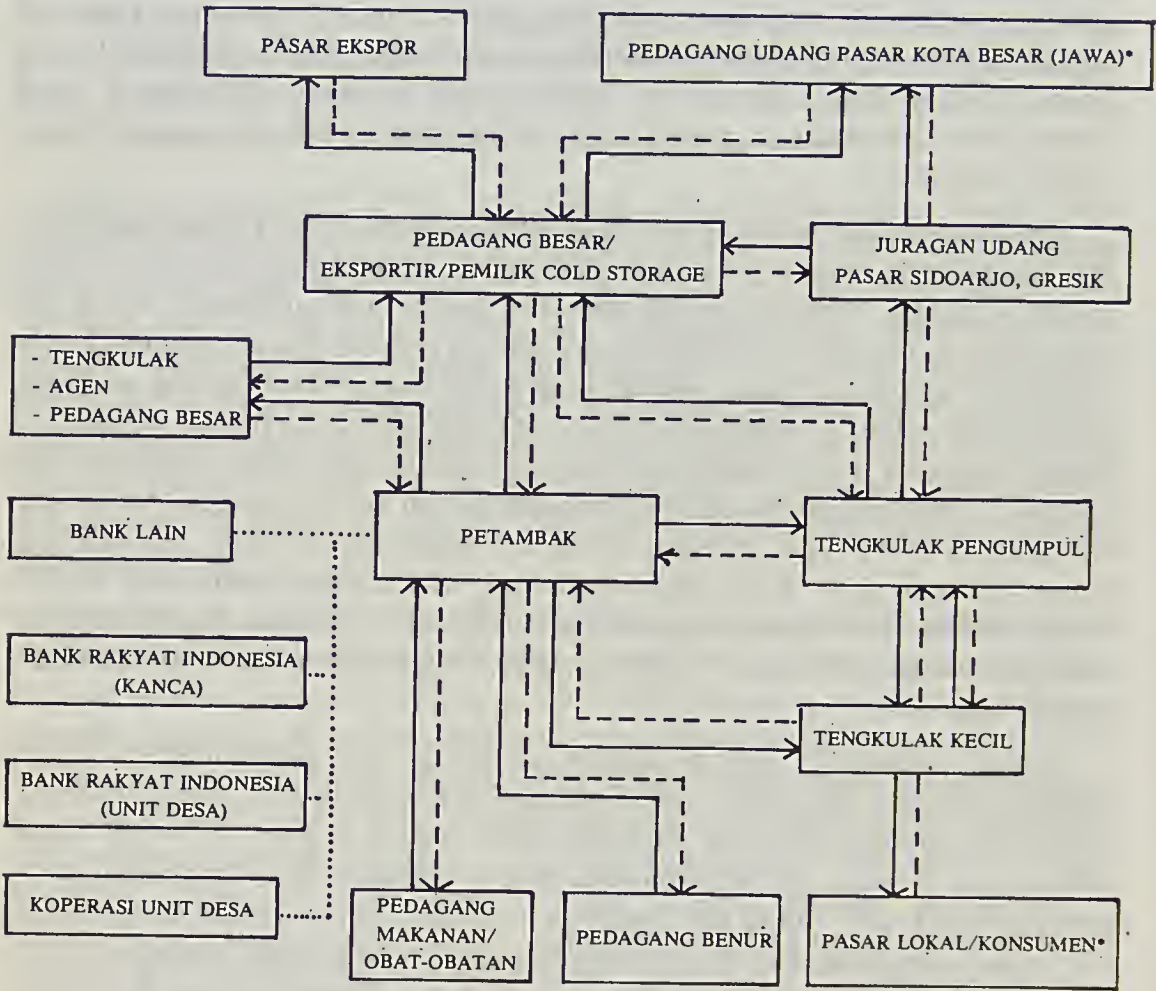 PASAR EKSPOR
PEDAGANG UDANG PASAR KOTA BESAR (JAWA)*
PEDAGANG BESAR/
EKSPORTIR/PEMILIK COLD STORAGE
JURAGAN UDANG
PASAR SIDOARJO, GRESIK
- TENGKULAK
- AGEN
- PEDAGANG BESAR
BANK LAIN
PETAMBAK
TENGKULAK PENGUMPUL
BANK RAKYAT INDONESIA
(KANCA)
TENGKULAK KECIL
BANK RAKYAT INDONESIA
(UNIT DESA)
KOPERASI UNIT DESA
PEDAGANG
MAKANAN/
OBAT-OBATAN
PEDAGANG BENUR
PASAR LOKAL/KONSUMEN*